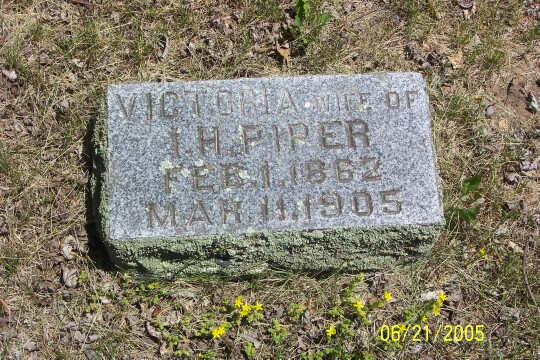 VICTORIA WIFE OF
I.H. PIPER
FEB. 1. 1862
MAR. 11. 1905
06/21/2005